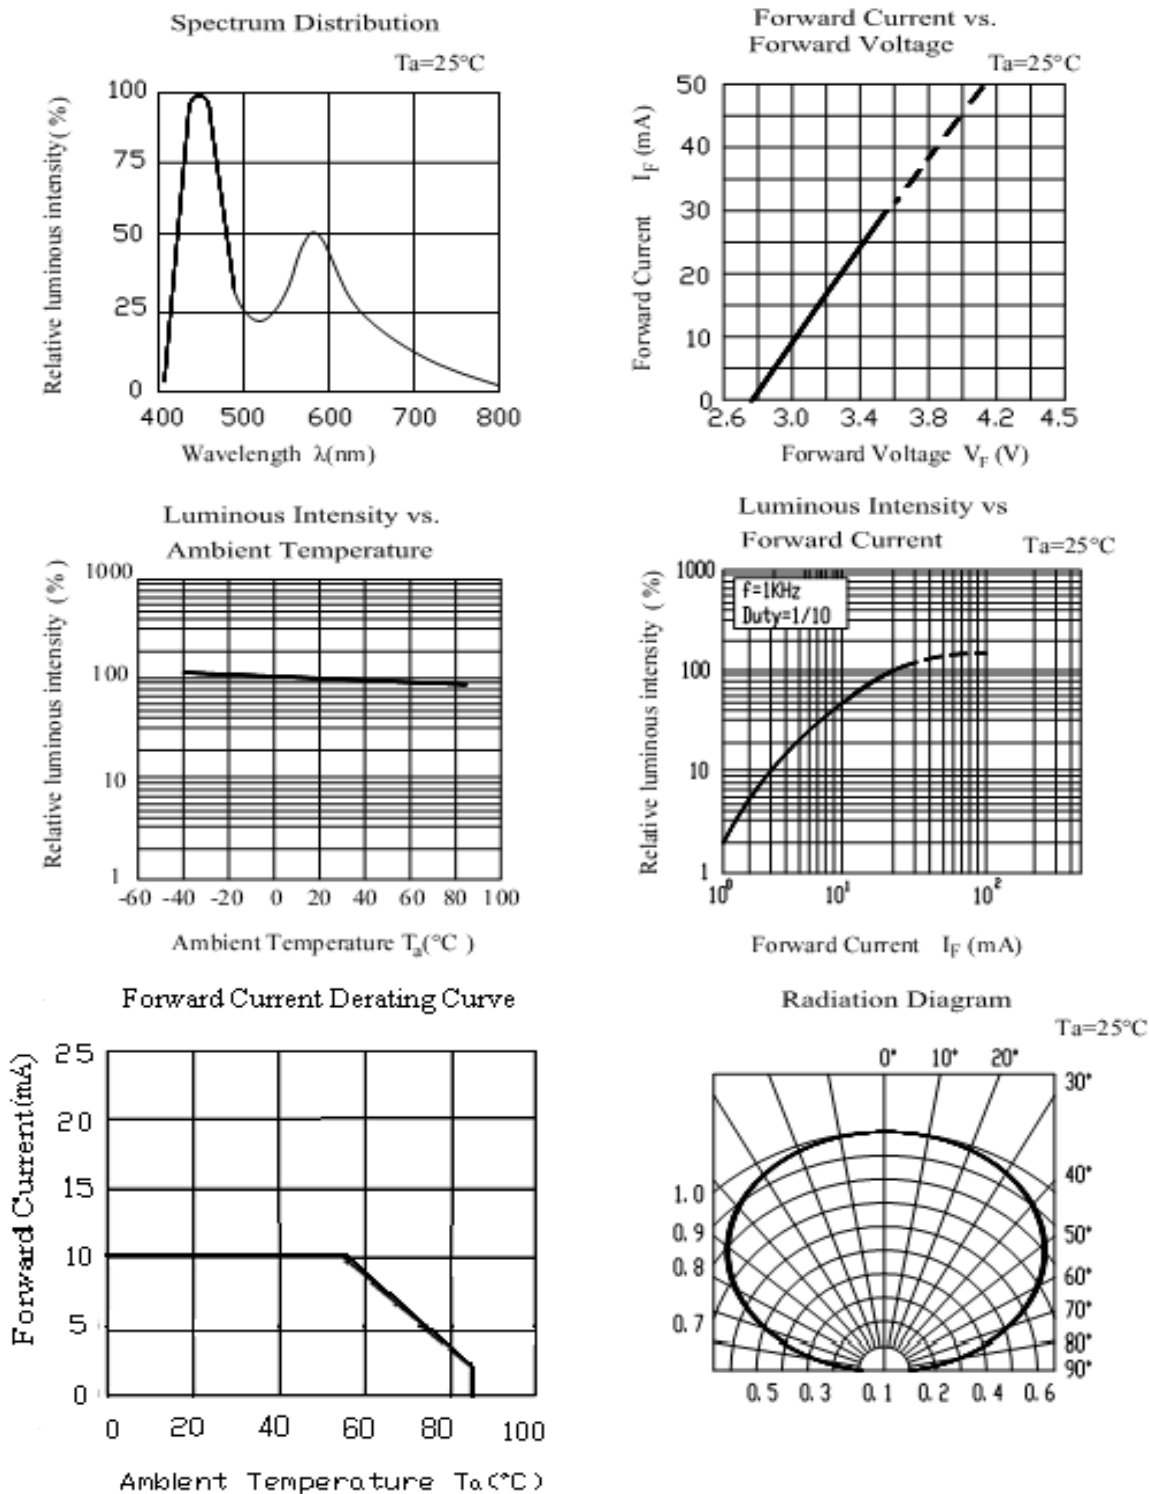 Spectrum Distribution
Ta=25°C
Relative luminous intensity(%)
100
75
50
25
0
400 500 600 700 800
Wavelength λ(nm)
Forward Current vs.
Forward Voltage
Ta=25°C
Forward Current I_F (mA)
50
40
30
20
10
0
2.6 3.0 3.4 3.8 4.2 4.5
Forward Voltage V_F (V)
Luminous Intensity vs.
Ambient Temperature
Relative luminous intensity (%)
1000
100
10
1
-60 -40 -20 0 20 40 60 80 100
Ambient Temperature T_a(°C )
Luminous Intensity vs
Forward Current
Ta=25°C
Relative luminous intensity (%)
1000
f=1KHz
Duty=1/10
100
10
1
10⁰ 10¹ 10²
Forward Current I_F (mA)
Forward Current Derating Curve
Forward Current(mA)
25
20
15
10
5
0
0 20 40 60 80 100
Amblent Temperature Ta(°C)
Radiation Diagram
Ta=25°C
0° 10° 20°
30°
40°
50°
60°
70°
80°
90°
1.0
0.9
0.8
0.7
0.5 0.3 0.1 0.2 0.4 0.6